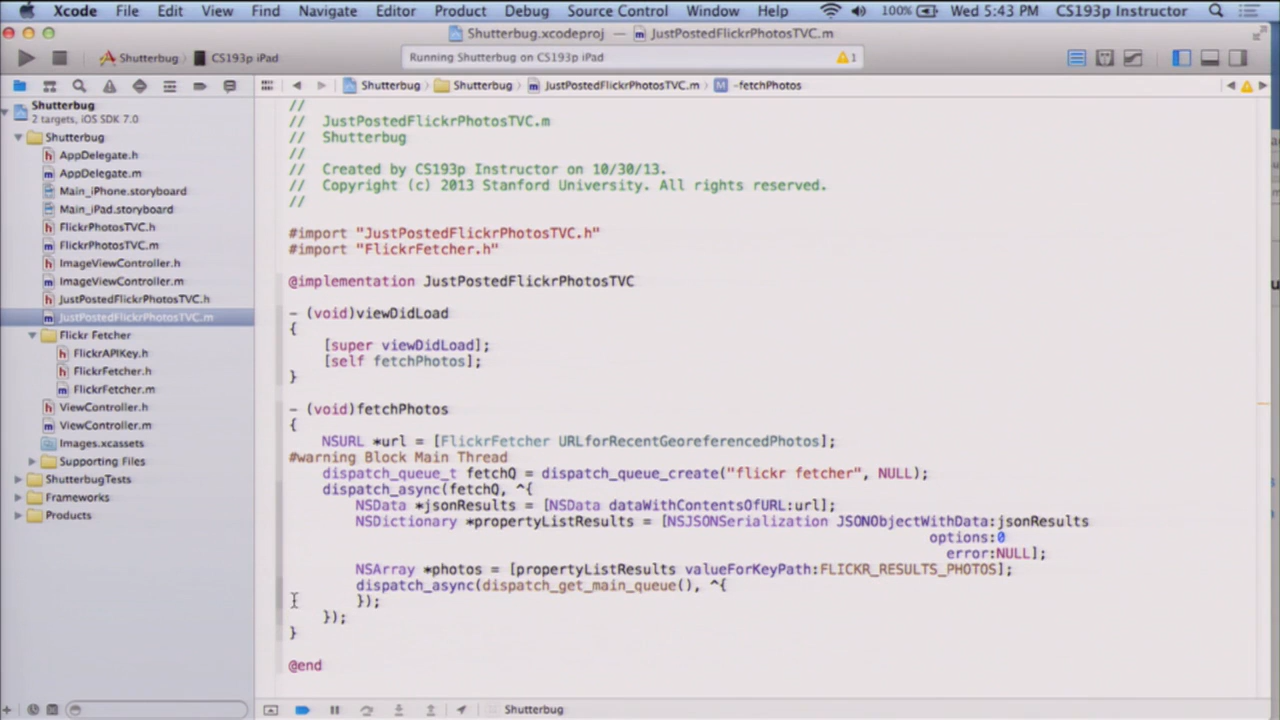 Xcode File Edit View Find Navigate Editor Product Debug Source Control Window Help 100% Wed 5:43 PM CS193p Instructor
Shutterbug.xcodeproj — JustPostedFlickrPhotosTVC.m
Shutterbug CS193p iPad Running Shutterbug on CS193p iPad 1
Shutterbug Shutterbug JustPostedFlickrPhotosTVC.m -fetchPhotos
Shutterbug
2 targets, iOS SDK 7.0
Shutterbug
AppDelegate.h
AppDelegate.m
Main_iPhone.storyboard
Main_iPad.storyboard
FlickrPhotosTVC.h
FlickrPhotosTVC.m
ImageViewController.h
ImageViewController.m
JustPostedFlickrPhotosTVC.h
JustPostedFlickrPhotosTVC.m
Flickr Fetcher
FlickrAPIKey.h
FlickrFetcher.h
FlickrFetcher.m
ViewController.h
ViewController.m
Images.xcassets
Supporting Files
ShutterbugTests
Frameworks
Products
//
// JustPostedFlickrPhotosTVC.m
// Shutterbug
//
// Created by CS193p Instructor on 10/30/13.
// Copyright (c) 2013 Stanford University. All rights reserved.
//
#import "JustPostedFlickrPhotosTVC.h"
#import "FlickrFetcher.h"
@implementation JustPostedFlickrPhotosTVC
- (void)viewDidLoad
{
[super viewDidLoad];
[self fetchPhotos];
}
- (void)fetchPhotos
{
NSURL *url = [FlickrFetcher URLforRecentGeoreferencedPhotos];
#warning Block Main Thread
dispatch_queue_t fetchQ = dispatch_queue_create("flickr fetcher", NULL);
dispatch_async(fetchQ, ^{
NSData *jsonResults = [NSData dataWithContentsOfURL:url];
NSDictionary *propertyListResults = [NSJSONSerialization JSONObjectWithData:jsonResults
options:0
error:NULL];
NSArray *photos = [propertyListResults valueForKeyPath:FLICKR_RESULTS_PHOTOS];
dispatch_async(dispatch_get_main_queue(), ^{
});
});
}
@end
Shutterbug